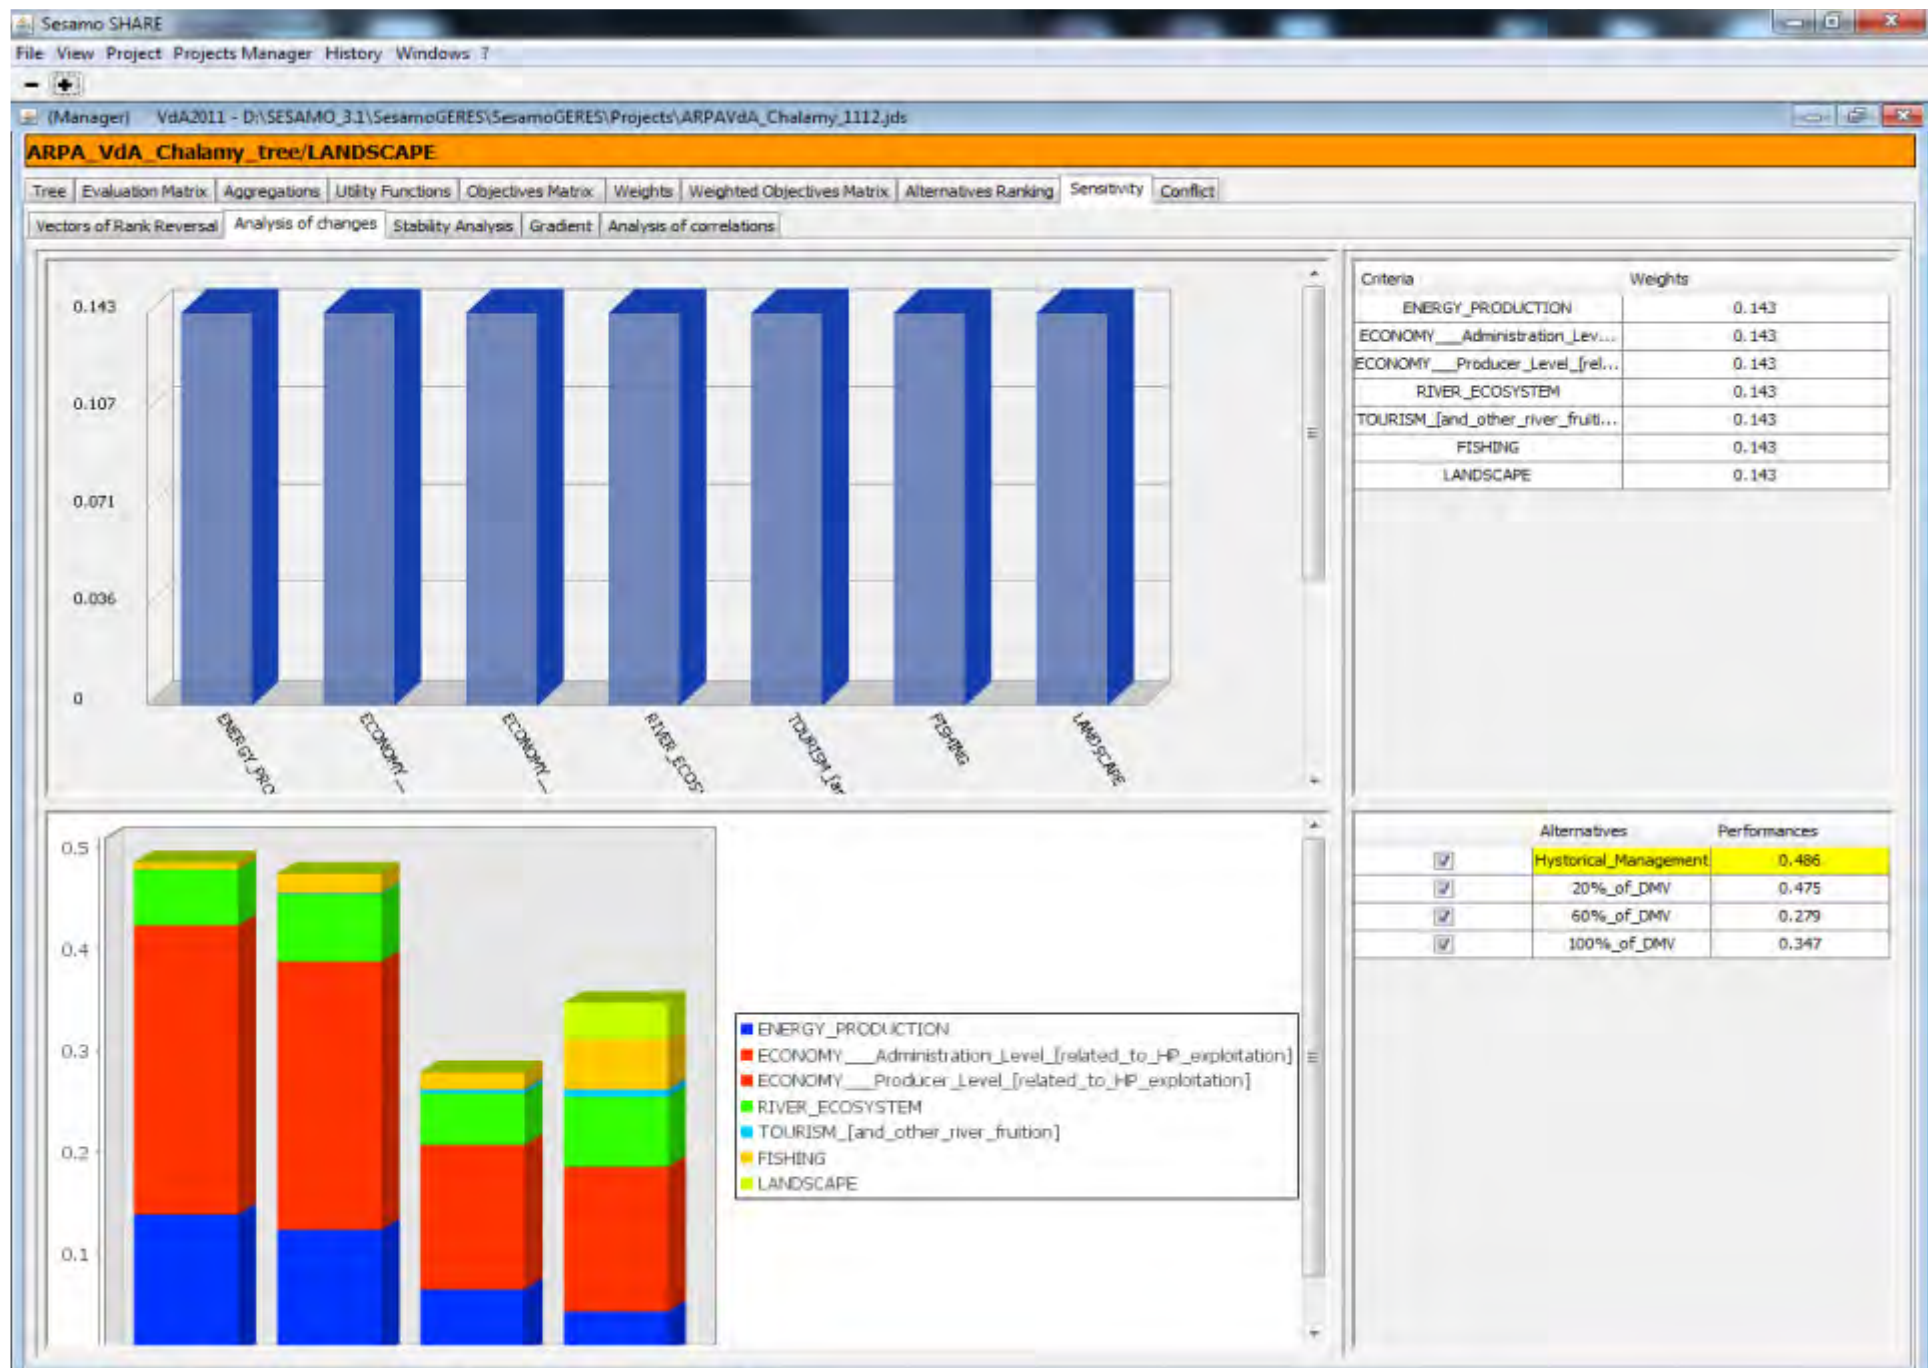 Sesamo SHARE
File View Project Projects Manager History Windows ?
(Manager) VdA2011 - D:\SESAMO_3.1\SesamoGERES\SesamoGERES\Projects\ARPAVdA_Chalamy_1112.jds
ARPA_VdA_Chalamy_tree/LANDSCAPE
Tree Evaluation Matrix Aggregations Utility Functions Objectives Matrix Weights Weighted Objectives Matrix Alternatives Ranking Sensitivity Conflict
Vectors of Rank Reversal Analysis of changes Stability Analysis Gradient Analysis of correlations
0.143
0.107
0.071
0.036
0
ENERGY_PRO
ECONOMY_
ECONOMY_
RIVER_ECOS
TOURISM_[ar
FISHING
LANDSCAPE
Criteria Weights
ENERGY_PRODUCTION 0.143
ECONOMY___Administration_Lev... 0.143
ECONOMY___Producer_Level_[rel... 0.143
RIVER_ECOSYSTEM 0.143
TOURISM_[and_other_river_fruiti... 0.143
FISHING 0.143
LANDSCAPE 0.143
0.5
0.4
0.3
0.2
0.1
ENERGY_PRODUCTION
ECONOMY___Administration_Level_[related_to_HP_exploitation]
ECONOMY___Producer_Level_[related_to_HP_exploitation]
RIVER_ECOSYSTEM
TOURISM_[and_other_river_fruition]
FISHING
LANDSCAPE
Alternatives Performances
Hystorical_Management 0.486
20%_of_DMV 0.475
60%_of_DMV 0.279
100%_of_DMV 0.347